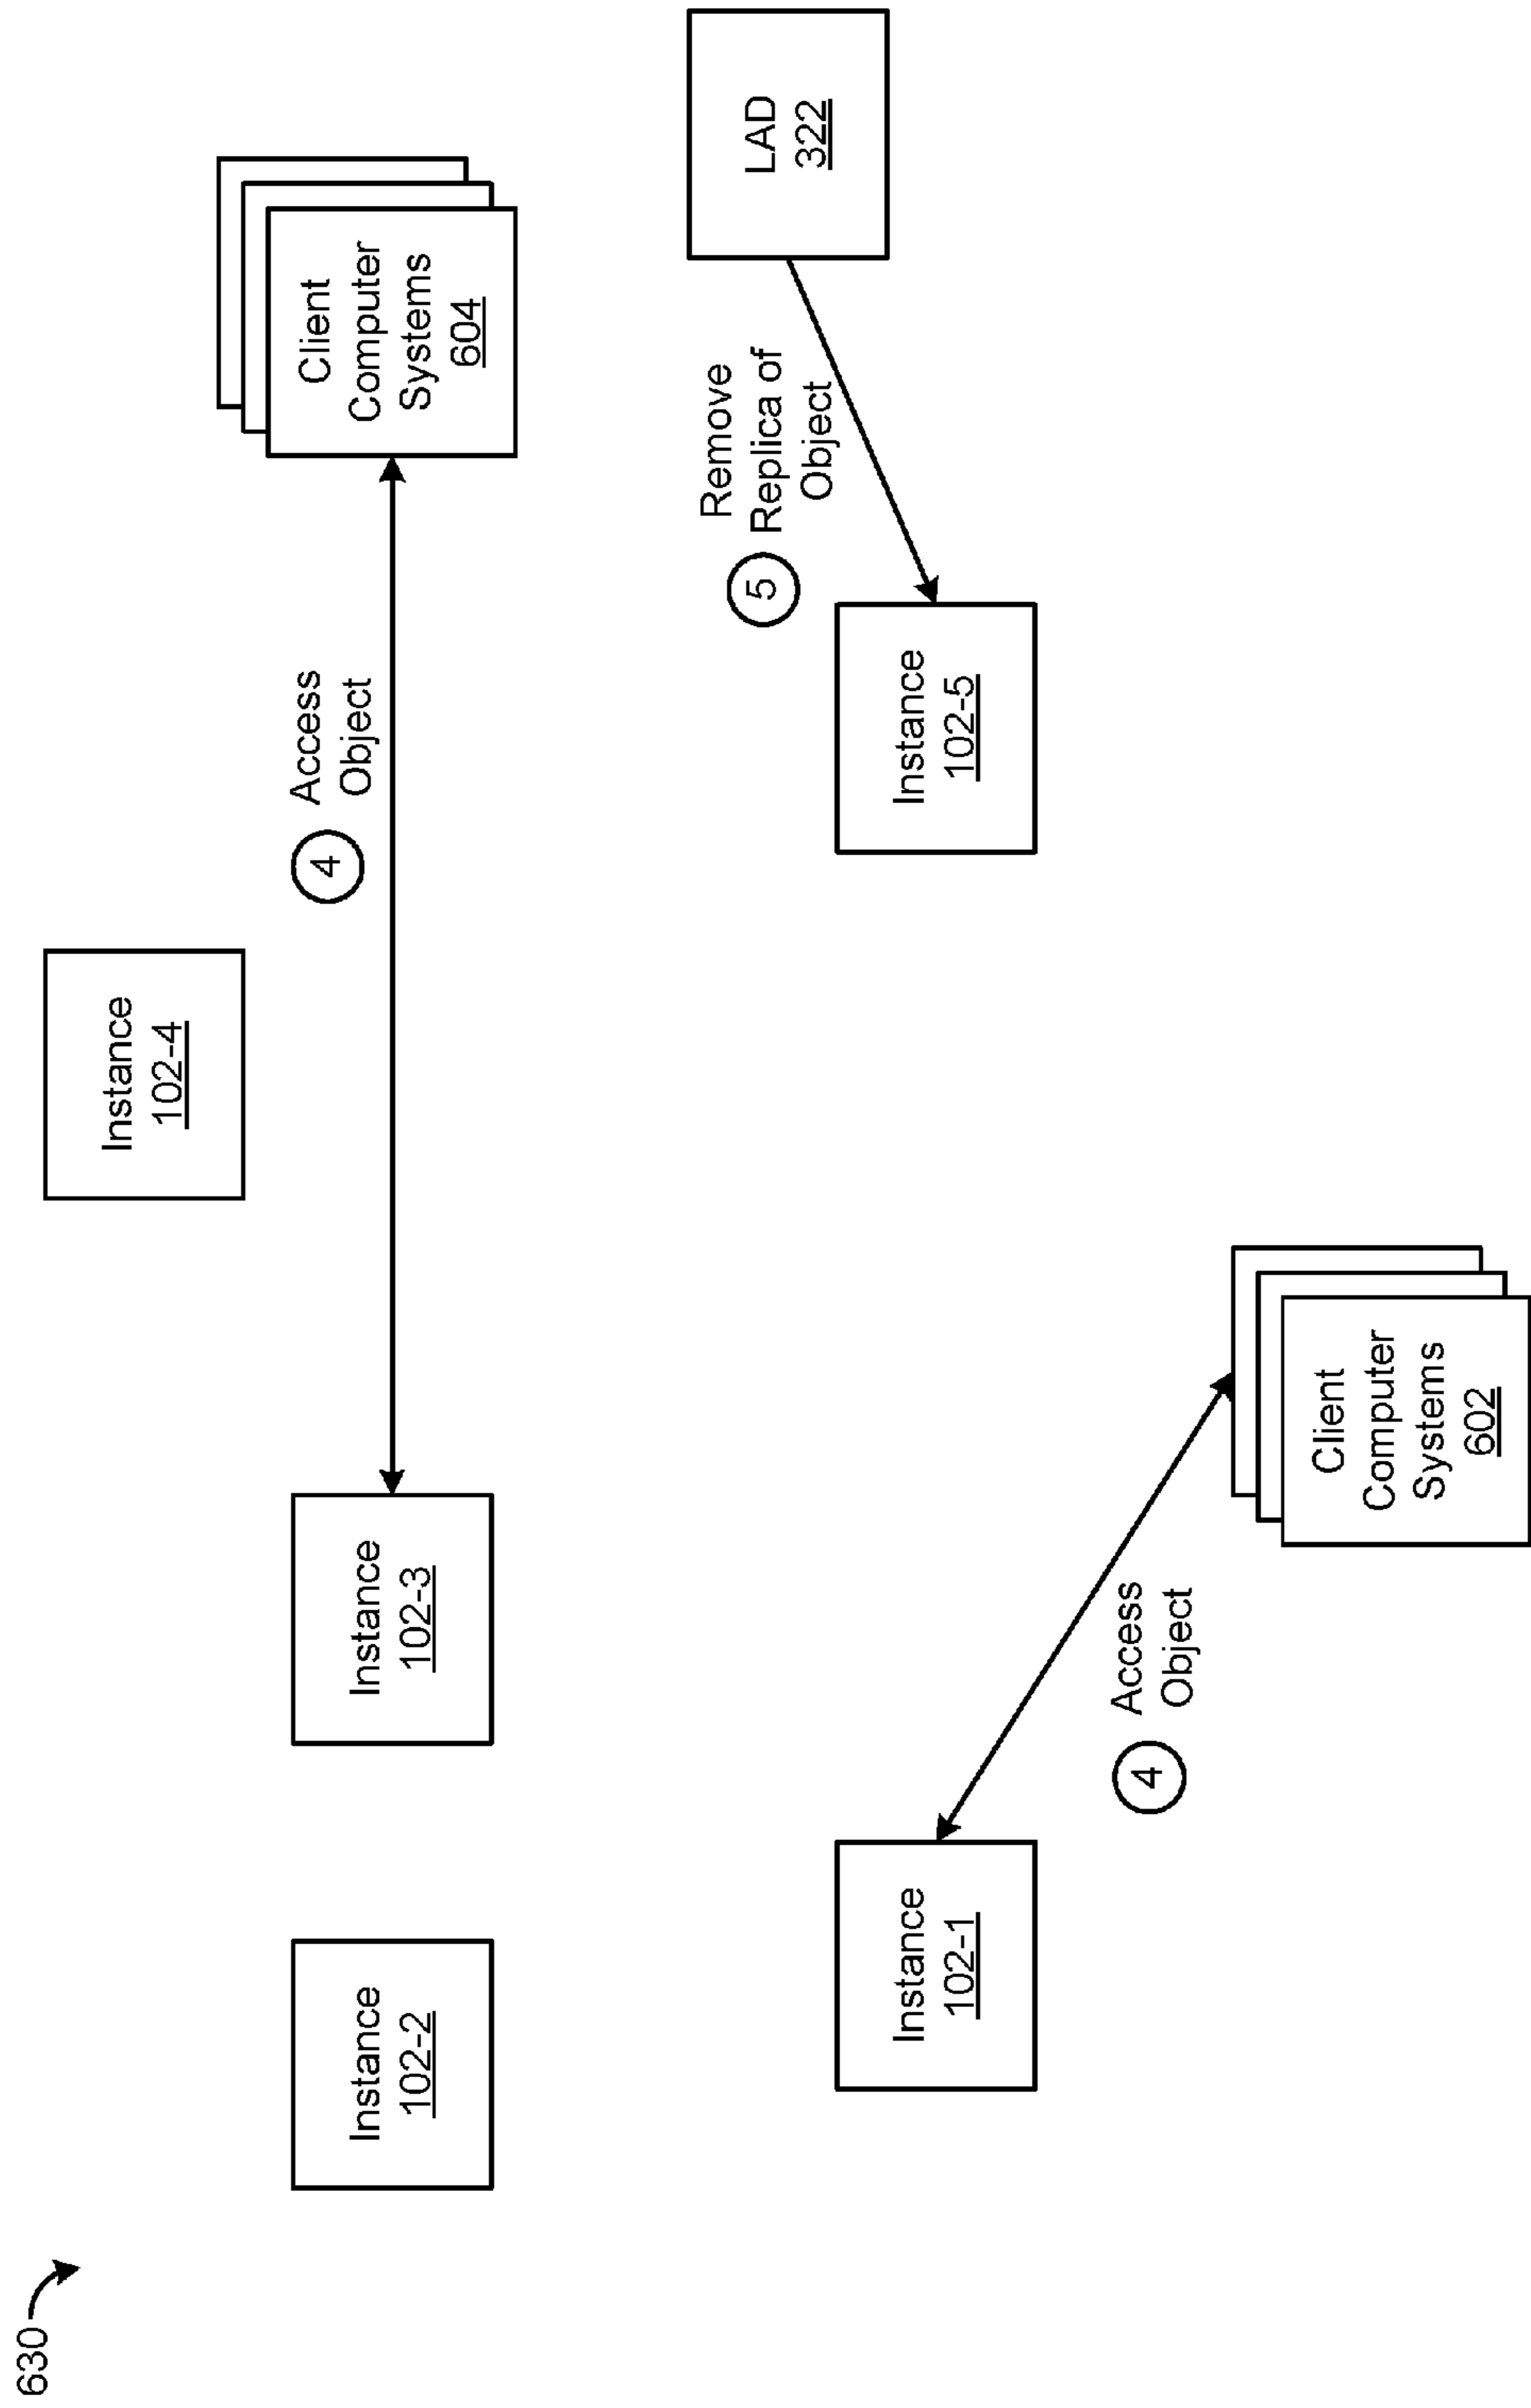 630
Instance
102-4
Instance
102-2
Instance
102-3
4
Access
Object
Client
Computer
Systems
604
Remove
5
Replica of
Object
LAD
322
Instance
102-1
Instance
102-5
4
Access
Object
Client
Computer
Systems
602